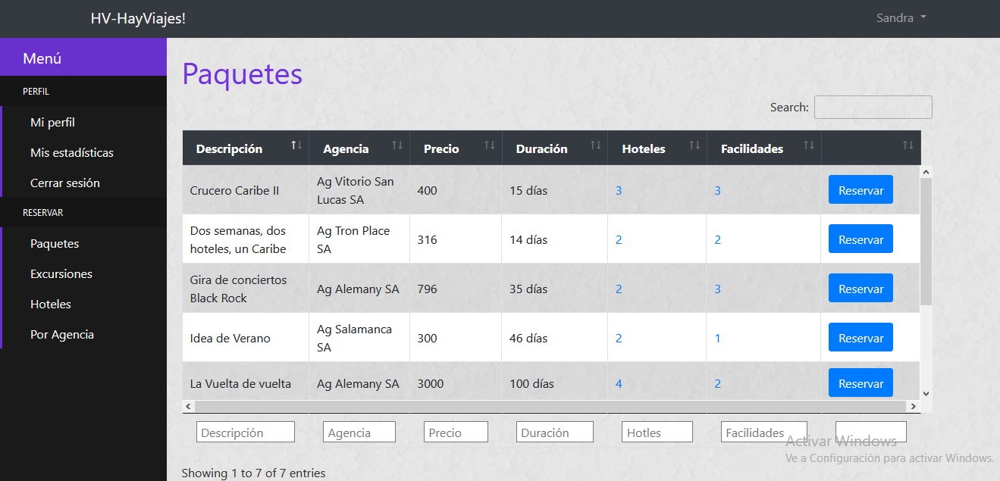 HV-HayViajes!
Sandra
Menú
PERFIL
Mi perfil
Mis estadísticas
Cerrar sesión
RESERVAR
Paquetes
Excursiones
Hoteles
Por Agencia
Paquetes
Search:
Descripción Agencia Precio Duración Hoteles Facilidades
Crucero Caribe II Ag Vitorio San Lucas SA 400 15 días 3 3 Reservar
Dos semanas, dos hoteles, un Caribe Ag Tron Place SA 316 14 días 2 2 Reservar
Gira de conciertos Black Rock Ag Alemany SA 796 35 días 2 3 Reservar
Idea de Verano Ag Salamanca SA 300 46 días 2 1 Reservar
La Vuelta de vuelta Ag Alemany SA 3000 100 días 4 2 Reservar
Descripción Agencia Precio Duración Hotles Facilidades
Activar Windows
Ve a Configuración para activar Windows.
Showing 1 to 7 of 7 entries